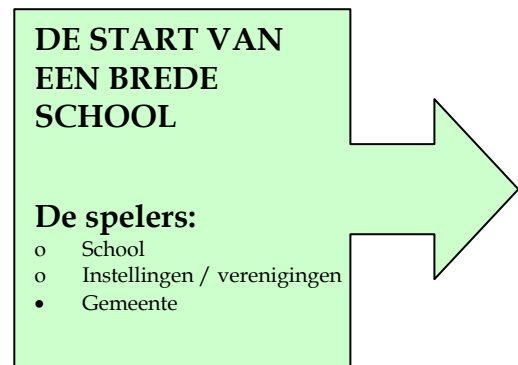 DE START VAN
EEN BREDE
SCHOOL
De spelers:
o School
o Instellingen / verenigingen
• Gemeente